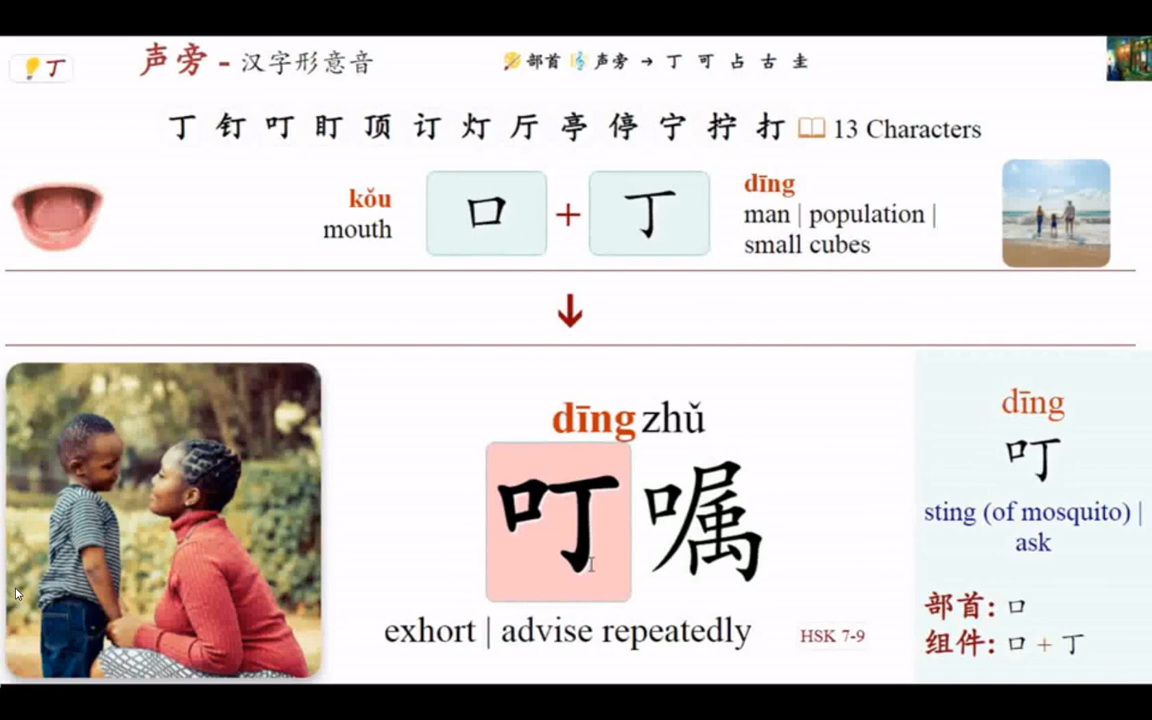 丁
声旁 - 汉字形意音
部首 声旁 → 丁 可 占 古 圭
丁 钉 叮 盯 顶 订 灯 厅 亭 停 宁 拧 打 13 Characters
kǒu
mouth
口 + 丁
dīng
man | population |
small cubes
↓
dīng zhǔ
叮嘱
exhort | advise repeatedly
HSK 7-9
dīng
叮
sting (of mosquito) |
ask
部首: 口
组件: 口 + 丁